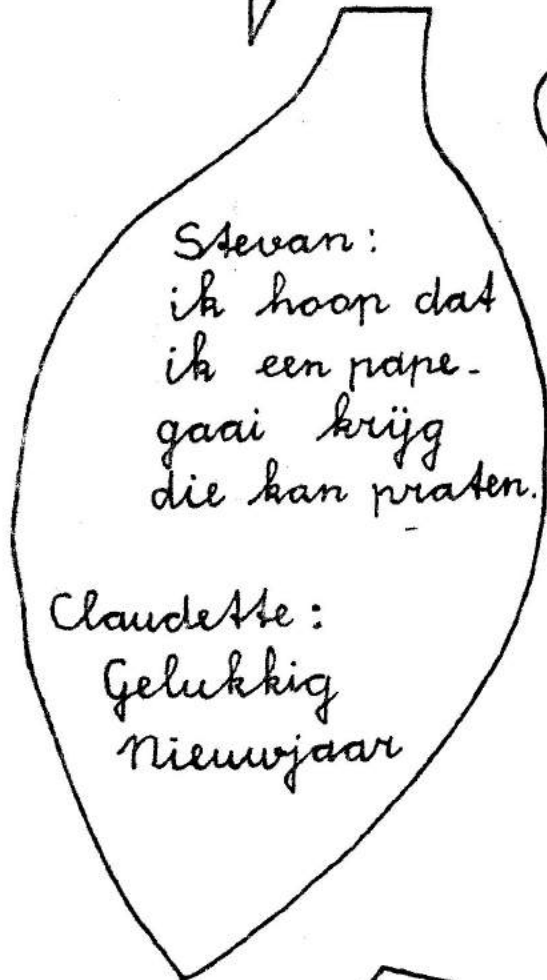 Stevan:
ik hoop dat
ik een pape-
gaai krijg
die kan praten.
Claudette:
Gelukkig
Nieuwjaar